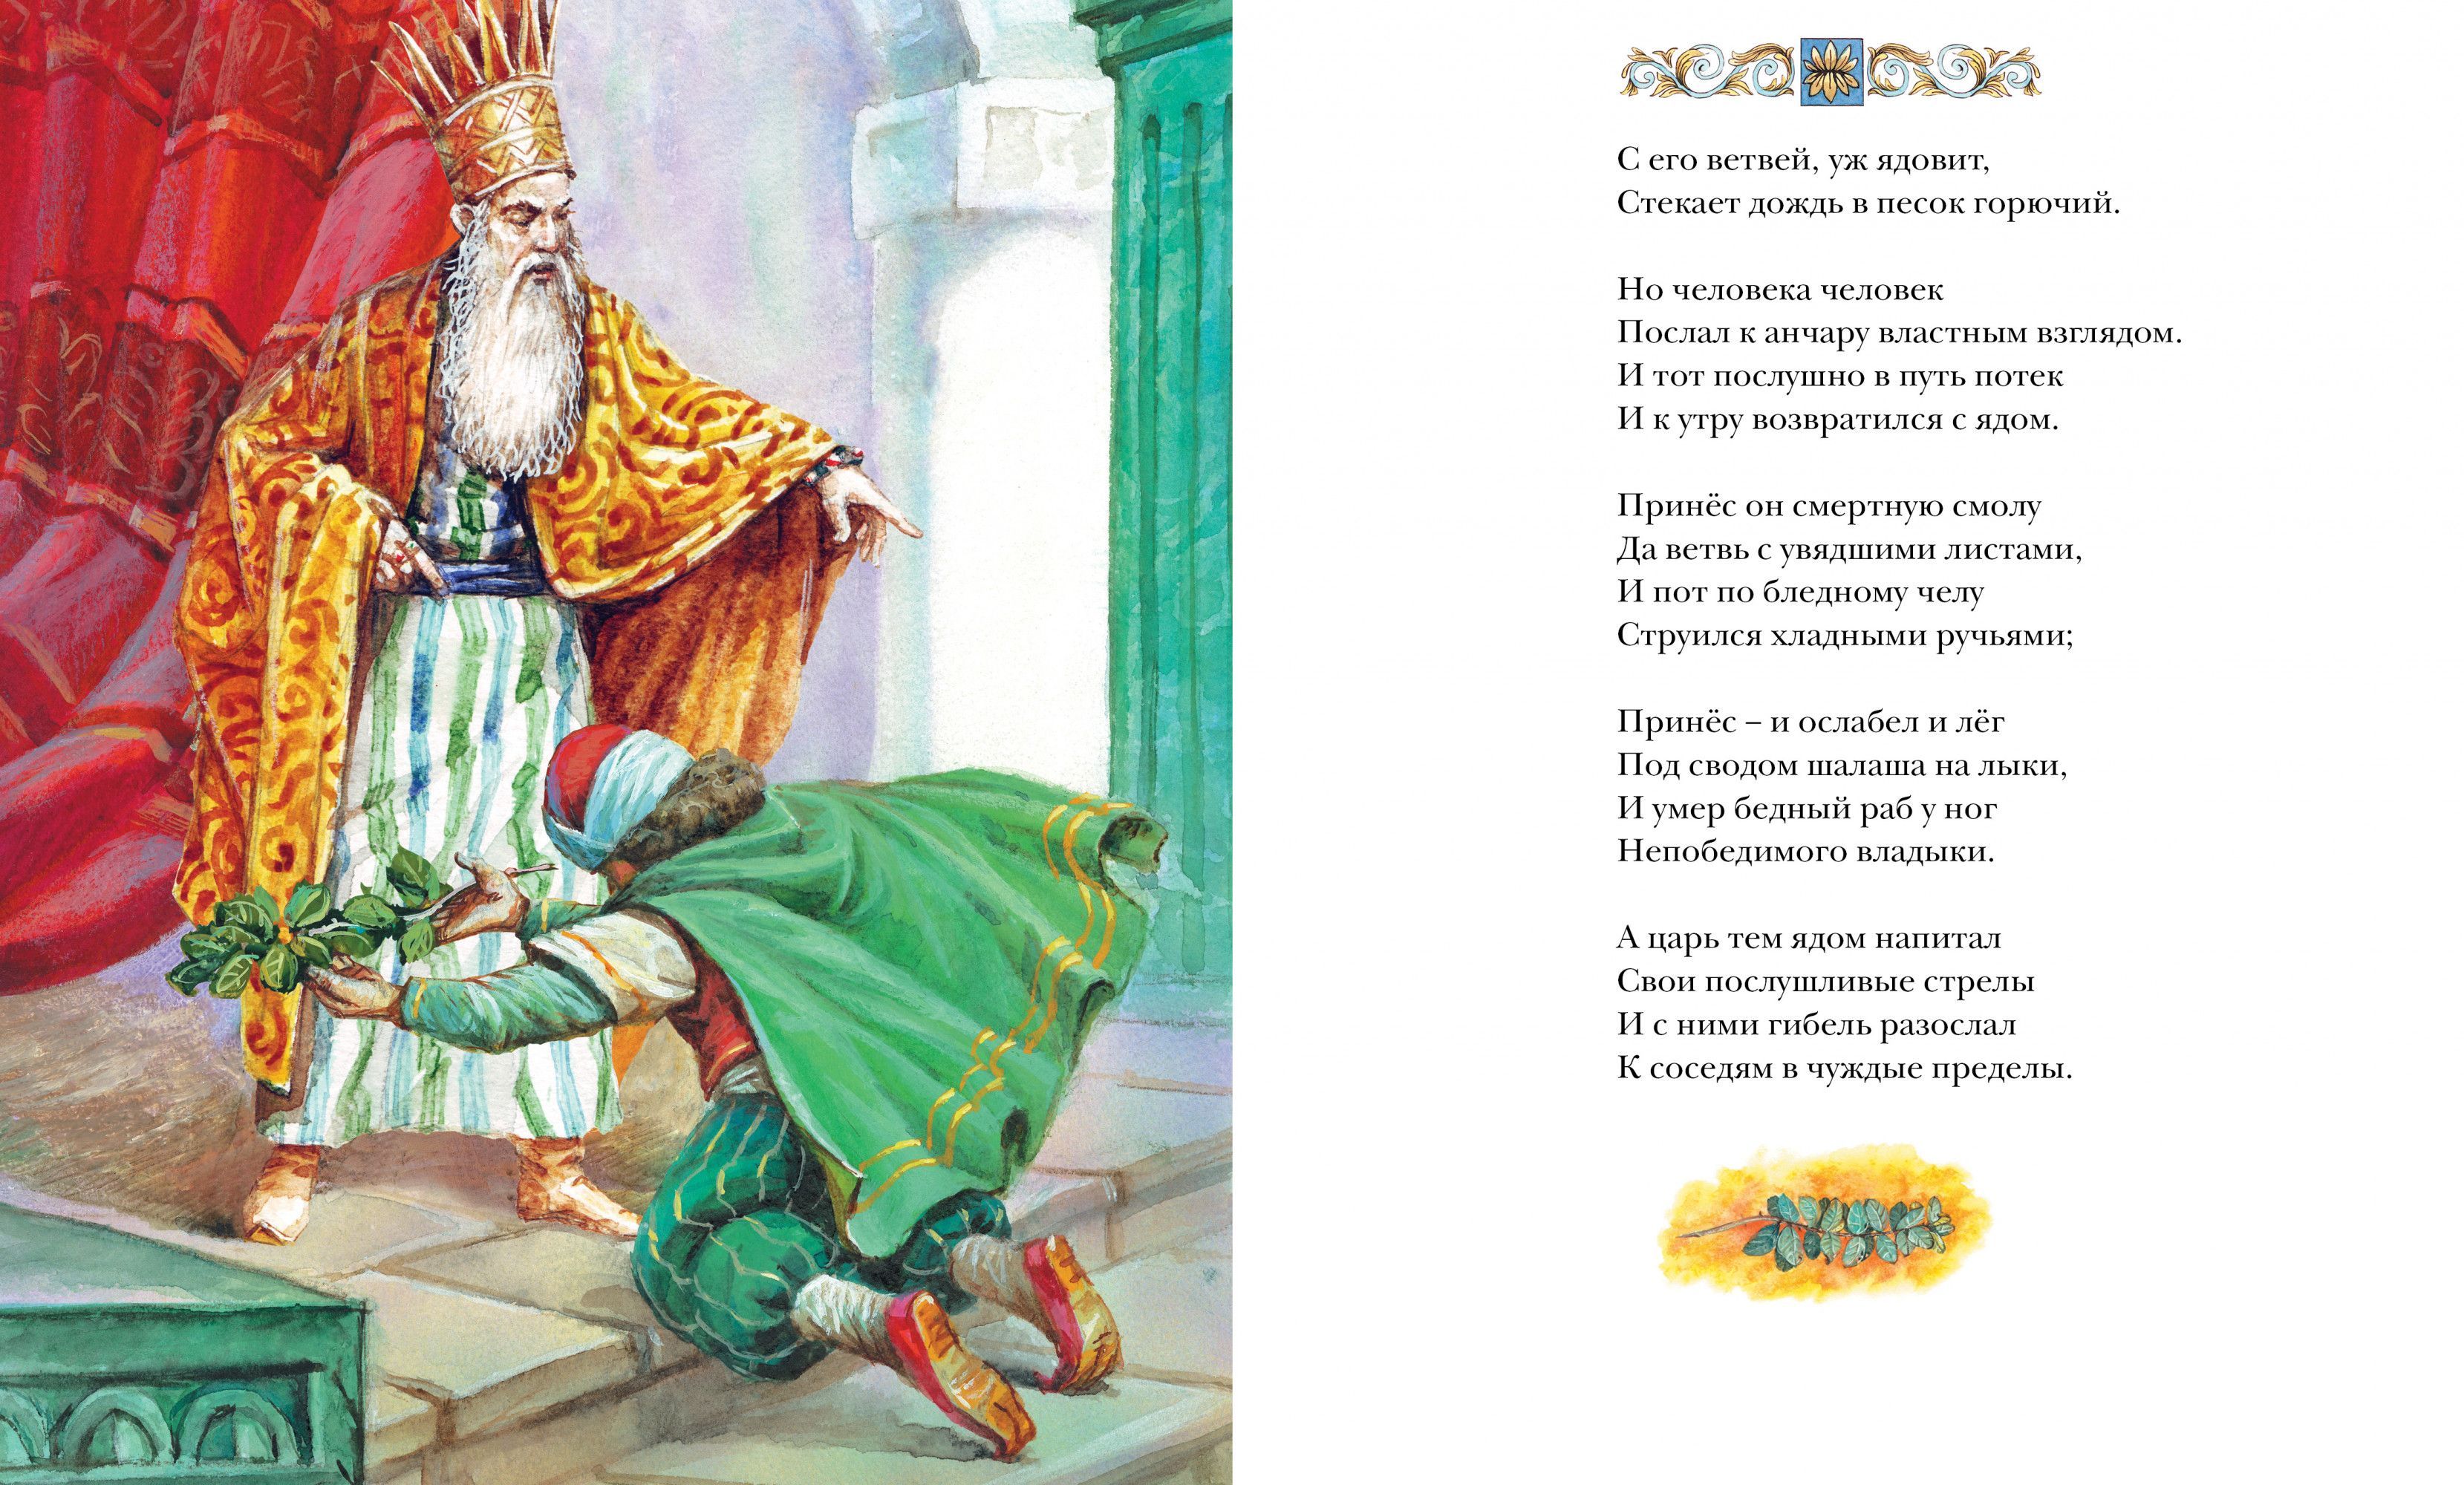 С его ветвей, уж ядовит,
Стекает дождь в песок горючий.
Но человека человек
Послал к анчару властным взглядом.
И тот послушно в путь потек
И к утру возвратился с ядом.
Принёс он смертную смолу
Да ветвь с увядшими листами,
И пот по бледному челу
Струился хладными ручьями;
Принёс – и ослабел и лёг
Под сводом шалаша на лыки,
И умер бедный раб у ног
Непобедимого владыки.
А царь тем ядом напитал
Свои послушливые стрелы
И с ними гибель разослал
К соседям в чуждые пределы.